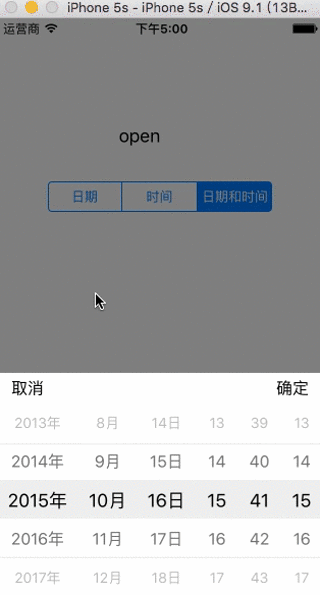 iPhone 5s - iPhone 5s / iOS 9.1 (13B...
运营商 下午5:00
open
日期 时间 日期和时间
取消 确定
2013年 8月 14日 13 39 13
2014年 9月 15日 14 40 14
2015年 10月 16日 15 41 15
2016年 11月 17日 16 42 16
2017年 12月 18日 17 43 17